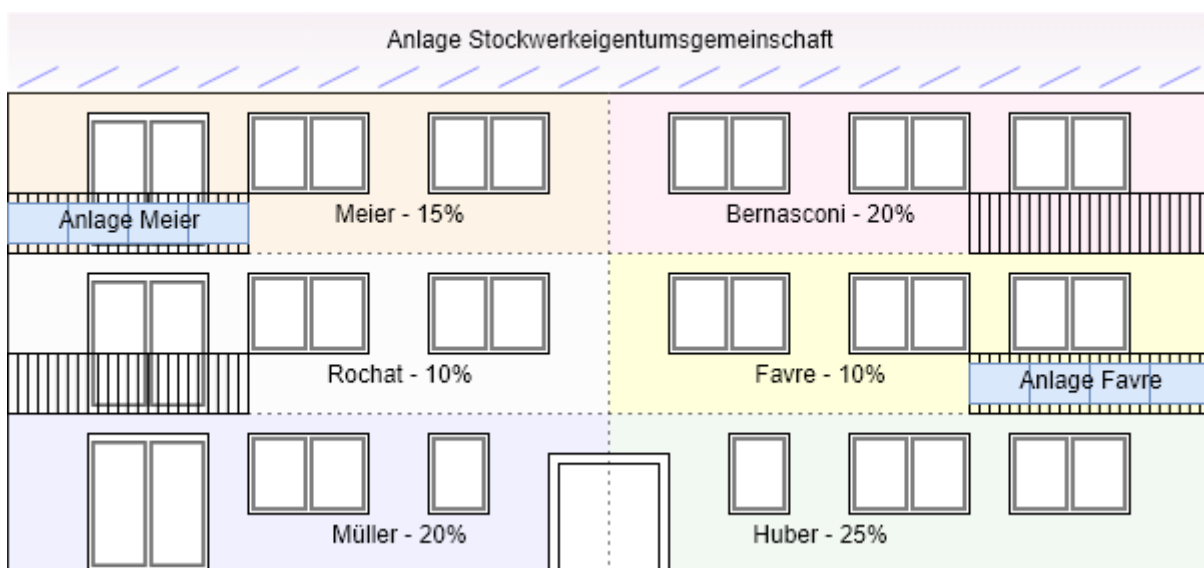 Anlage Stockwerkeigentumsgemeinschaft
Anlage Meier
Meier - 15%
Bernasconi - 20%
Rochat - 10%
Favre - 10%
Anlage Favre
Müller - 20%
Huber - 25%